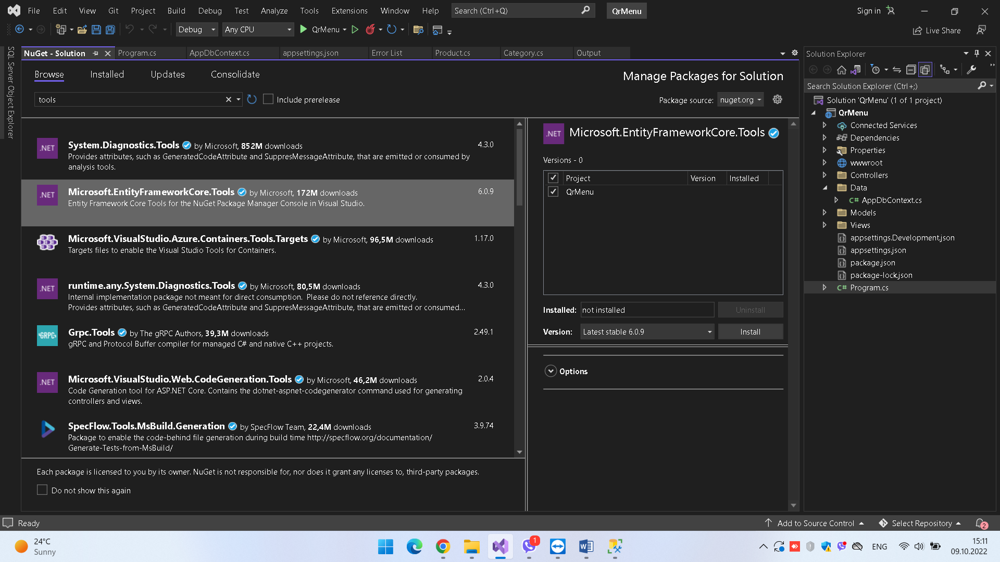 File Edit View Git Project Build Debug Test Analyze Tools Extensions Window Help Search (Ctrl+Q) QrMenu Sign in
Debug Any CPU QrMenu Live Share
SQL Server Object Explorer
NuGet - Solution Program.cs AppDbContext.cs appsettings.json Error List Product.cs Category.cs Output
Browse Installed Updates Consolidate
Manage Packages for Solution
tools
Include prerelease
Package source: nuget.org
.NET
System.Diagnostics.Tools by Microsoft, 852M downloads 4.3.0
Provides attributes, such as GeneratedCodeAttribute and SuppresMessageAttribute, that are emitted or consumed by
analysis tools.
.NET
Microsoft.EntityFrameworkCore.Tools by Microsoft, 172M downloads 6.0.9
Entity Framework Core Tools for the NuGet Package Manager Console in Visual Studio.
Microsoft.VisualStudio.Azure.Containers.Tools.Targets by Microsoft, 96,5M downloads 1.17.0
Targets files to enable the Visual Studio Tools for Containers.
.NET
runtime.any.System.Diagnostics.Tools by Microsoft, 80,5M downloads 4.3.0
Internal implementation package not meant for direct consumption. Please do not reference directly.
Provides attributes, such as GeneratedCodeAttribute and SuppresMessageAttribute, that are emitted or consumed...
GRPC
Grpc.Tools by The gRPC Authors, 39,3M downloads 2.49.1
gRPC and Protocol Buffer compiler for managed C# and native C++ projects.
.NET
Microsoft.VisualStudio.Web.CodeGeneration.Tools by Microsoft, 46,2M downloads 2.0.4
Code Generation tool for ASP.NET Core. Contains the dotnet-aspnet-codegenerator command used for generating
controllers and views.
SpecFlow.Tools.MsBuild.Generation by SpecFlow Team, 22,4M downloads 3.9.74
Package to enable the code-behind file generation during build time http://specflow.org/documentation/
Generate-Tests-from-MsBuild/
Each package is licensed to you by its owner. NuGet is not responsible for, nor does it grant any licenses to, third-party packages.
Do not show this again
.NET
Microsoft.EntityFrameworkCore.Tools
Versions - 0
Project Version Installed
QrMenu
Installed: not installed Uninstall
Version: Latest stable 6.0.9 Install
Options
Solution Explorer
Search Solution Explorer (Ctrl+;)
Solution 'QrMenu' (1 of 1 project)
QrMenu
Connected Services
Dependencies
Properties
wwwroot
Controllers
Data
C# AppDbContext.cs
Models
Views
appsettings.Development.json
appsettings.json
package.json
package-lock.json
C# Program.cs
Ready Add to Source Control Select Repository 2
24°C
Sunny
1
ENG
15:11
09.10.2022